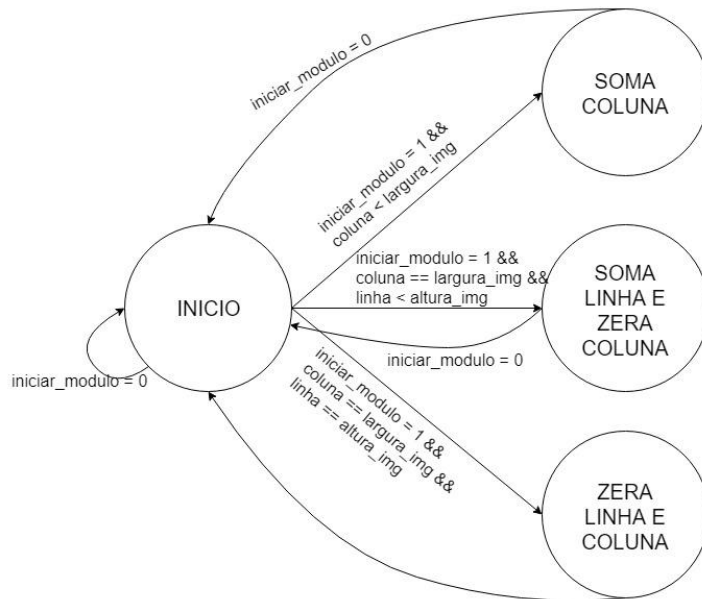 iniciar_modulo = 0
SOMA
COLUNA
iniciar_modulo = 1 &&
coluna < largura_img
INICIO
iniciar_modulo = 1 &&
coluna == largura_img &&
linha < altura_img
SOMA
LINHA E
ZERA
COLUNA
iniciar_modulo = 0
iniciar_modulo = 0
iniciar_modulo = 1 &&
coluna == largura_img &&
linha == altura_img
ZERA
LINHA E
COLUNA